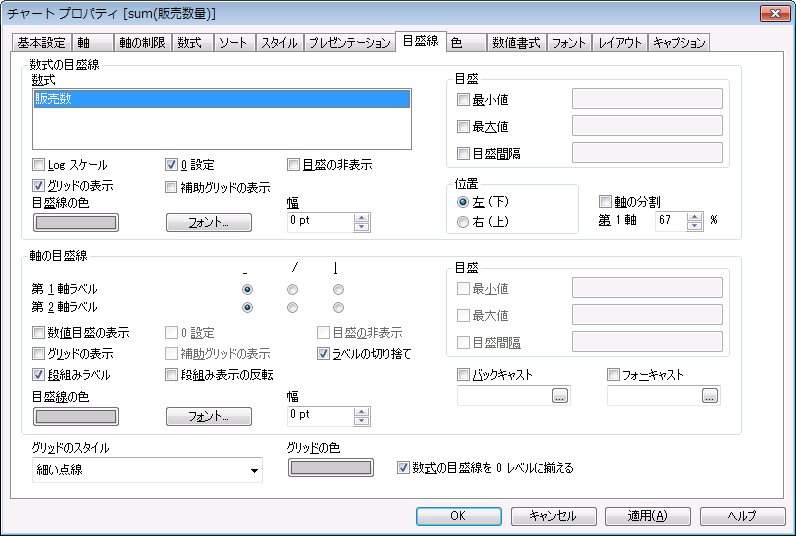 チャート プロパティ [sum(販売数量)]
基本設定 軸 軸の制限 数式 ソート スタイル プレゼンテーション 目盛線 色 数値書式 フォント レイアウト キャプション
数式の目盛線
数式
販売数
Log スケール 0 設定 目盛の非表示
グリッドの表示 補助グリッドの表示
目盛線の色 フォント... 幅
0 pt
目盛
最小値
最大値
目盛間隔
位置
左 (下)
右 (上)
軸の分割
第 1 軸 67 %
軸の目盛線
_ / |
第 1 軸ラベル
第 2 軸ラベル
数値目盛の表示 0 設定 目盛の非表示
グリッドの表示 補助グリッドの表示 ラベルの切り捨て
段組みラベル 段組み表示の反転
目盛線の色 フォント... 幅
0 pt
目盛
最小値
最大値
目盛間隔
バックキャスト フォーキャスト
... ...
グリッドのスタイル グリッドの色
細い点線 数式の目盛線を 0 レベルに揃える
OK キャンセル 適用(A) ヘルプ